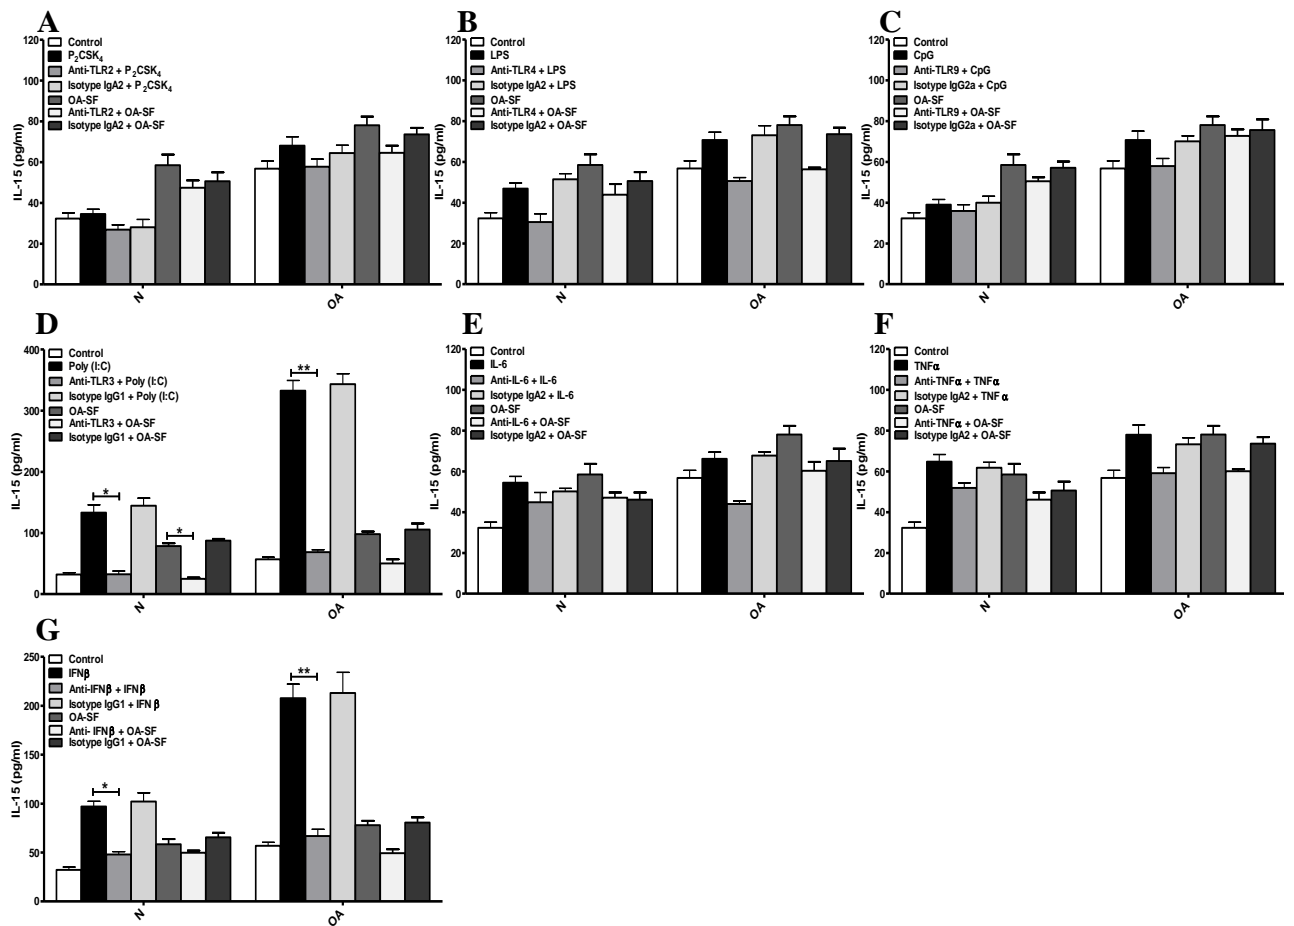 A
IL-15 (pg/ml)
120
100
80
60
40
20
0
Control
P2CSK4
Anti-TLR2 + P2CSK4
Isotype IgA2 + P2CSK4
OA-SF
Anti-TLR2 + OA-SF
Isotype IgA2 + OA-SF
N
OA
B
IL-15 (pg/ml)
120
100
80
60
40
20
0
Control
LPS
Anti-TLR4 + LPS
Isotype IgA2 + LPS
OA-SF
Anti-TLR4 + OA-SF
Isotype IgA2 + OA-SF
N
OA
C
IL-15 (pg/ml)
120
100
80
60
40
20
0
Control
CpG
Anti-TLR9 + CpG
Isotype IgG2a + CpG
OA-SF
Anti-TLR9 + OA-SF
Isotype IgG2a + OA-SF
N
OA
D
IL-15 (pg/ml)
400
300
200
100
0
Control
Poly (I:C)
Anti-TLR3 + Poly (I:C)
Isotype IgG1 + Poly (I:C)
OA-SF
Anti-TLR3 + OA-SF
Isotype IgG1 + OA-SF
*
*
**
N
OA
E
IL-15 (pg/ml)
120
100
80
60
40
20
0
Control
IL-6
Anti-IL-6 + IL-6
Isotype IgA2 + IL-6
OA-SF
Anti-IL-6 + OA-SF
Isotype IgA2 + OA-SF
N
OA
F
IL-15 (pg/ml)
120
100
80
60
40
20
0
Control
TNFα
Anti-TNFα + TNFα
Isotype IgA2 + TNFα
OA-SF
Anti-TNFα + OA-SF
Isotype IgA2 + OA-SF
N
OA
G
IL-15 (pg/ml)
250
200
150
100
50
0
Control
IFNβ
Anti-IFNβ + IFNβ
Isotype IgG1 + IFNβ
OA-SF
Anti- IFNβ + OA-SF
Isotype IgG1 + OA-SF
*
**
N
OA